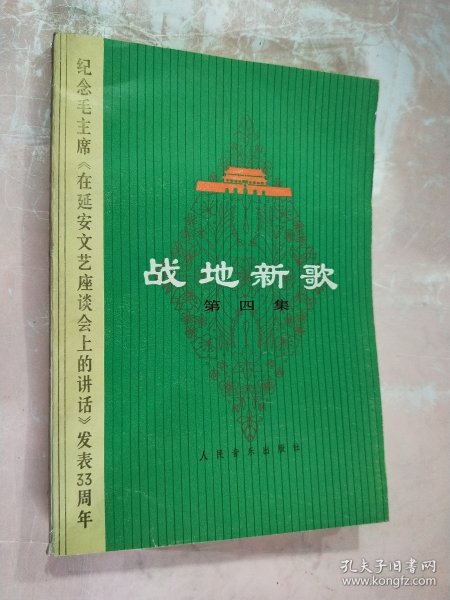 纪念毛主席《在延安文艺座谈会上的讲话》发表33周年
战地新歌
第四集
人民音乐出版社
孔夫子旧书网
www.kongfz.com